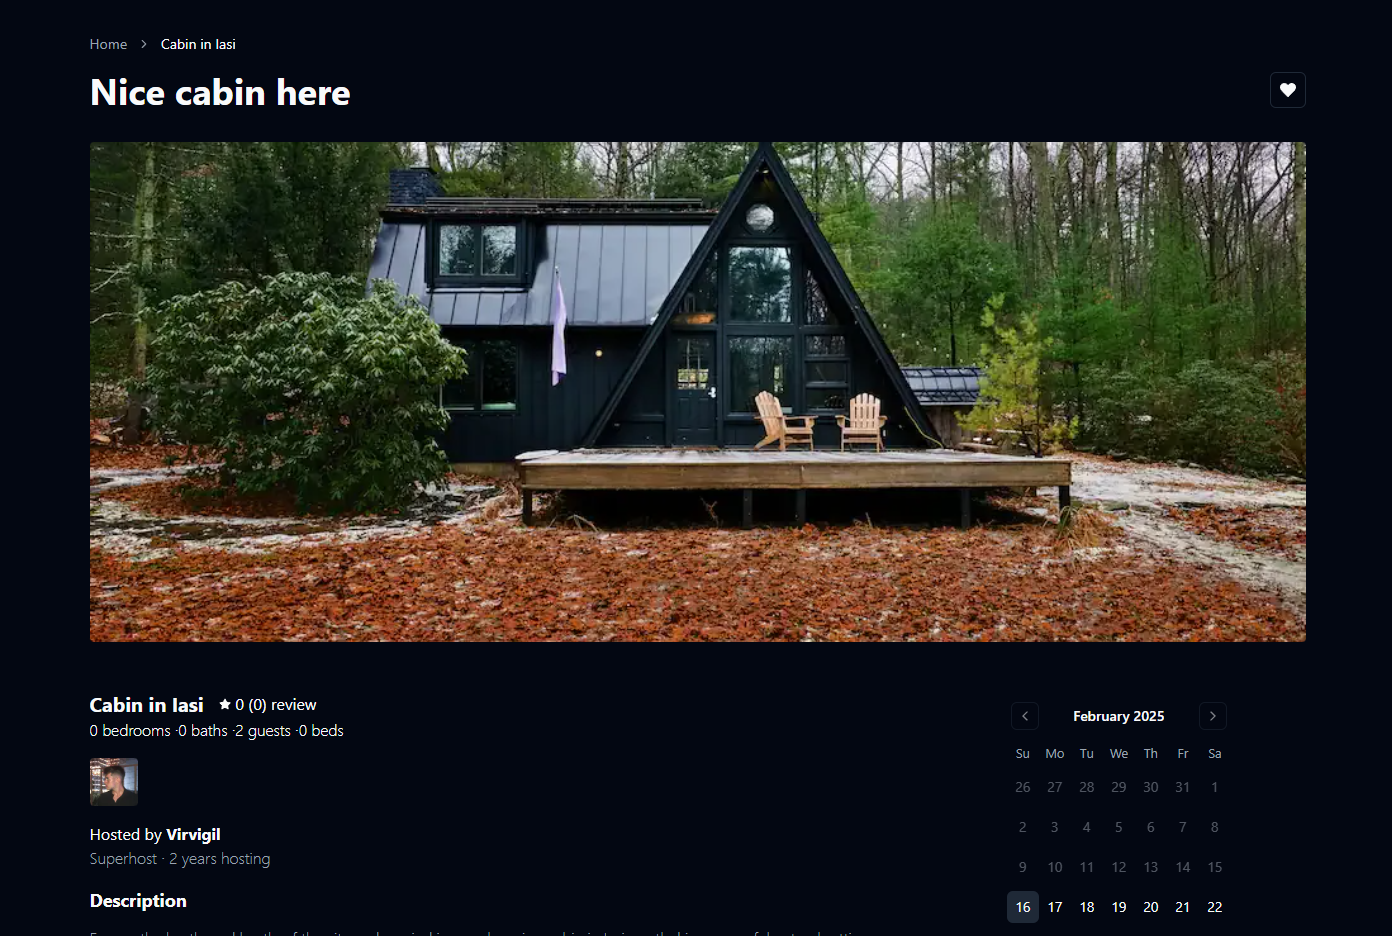 Home > Cabin in Iasi
Nice cabin here
Cabin in Iasi ★ 0 (0) review
0 bedrooms ·0 baths ·2 guests ·0 beds
Hosted by Virvigil
Superhost · 2 years hosting
Description
February 2025
Su Mo Tu We Th Fr Sa
26 27 28 29 30 31 1
2 3 4 5 6 7 8
9 10 11 12 13 14 15
16 17 18 19 20 21 22